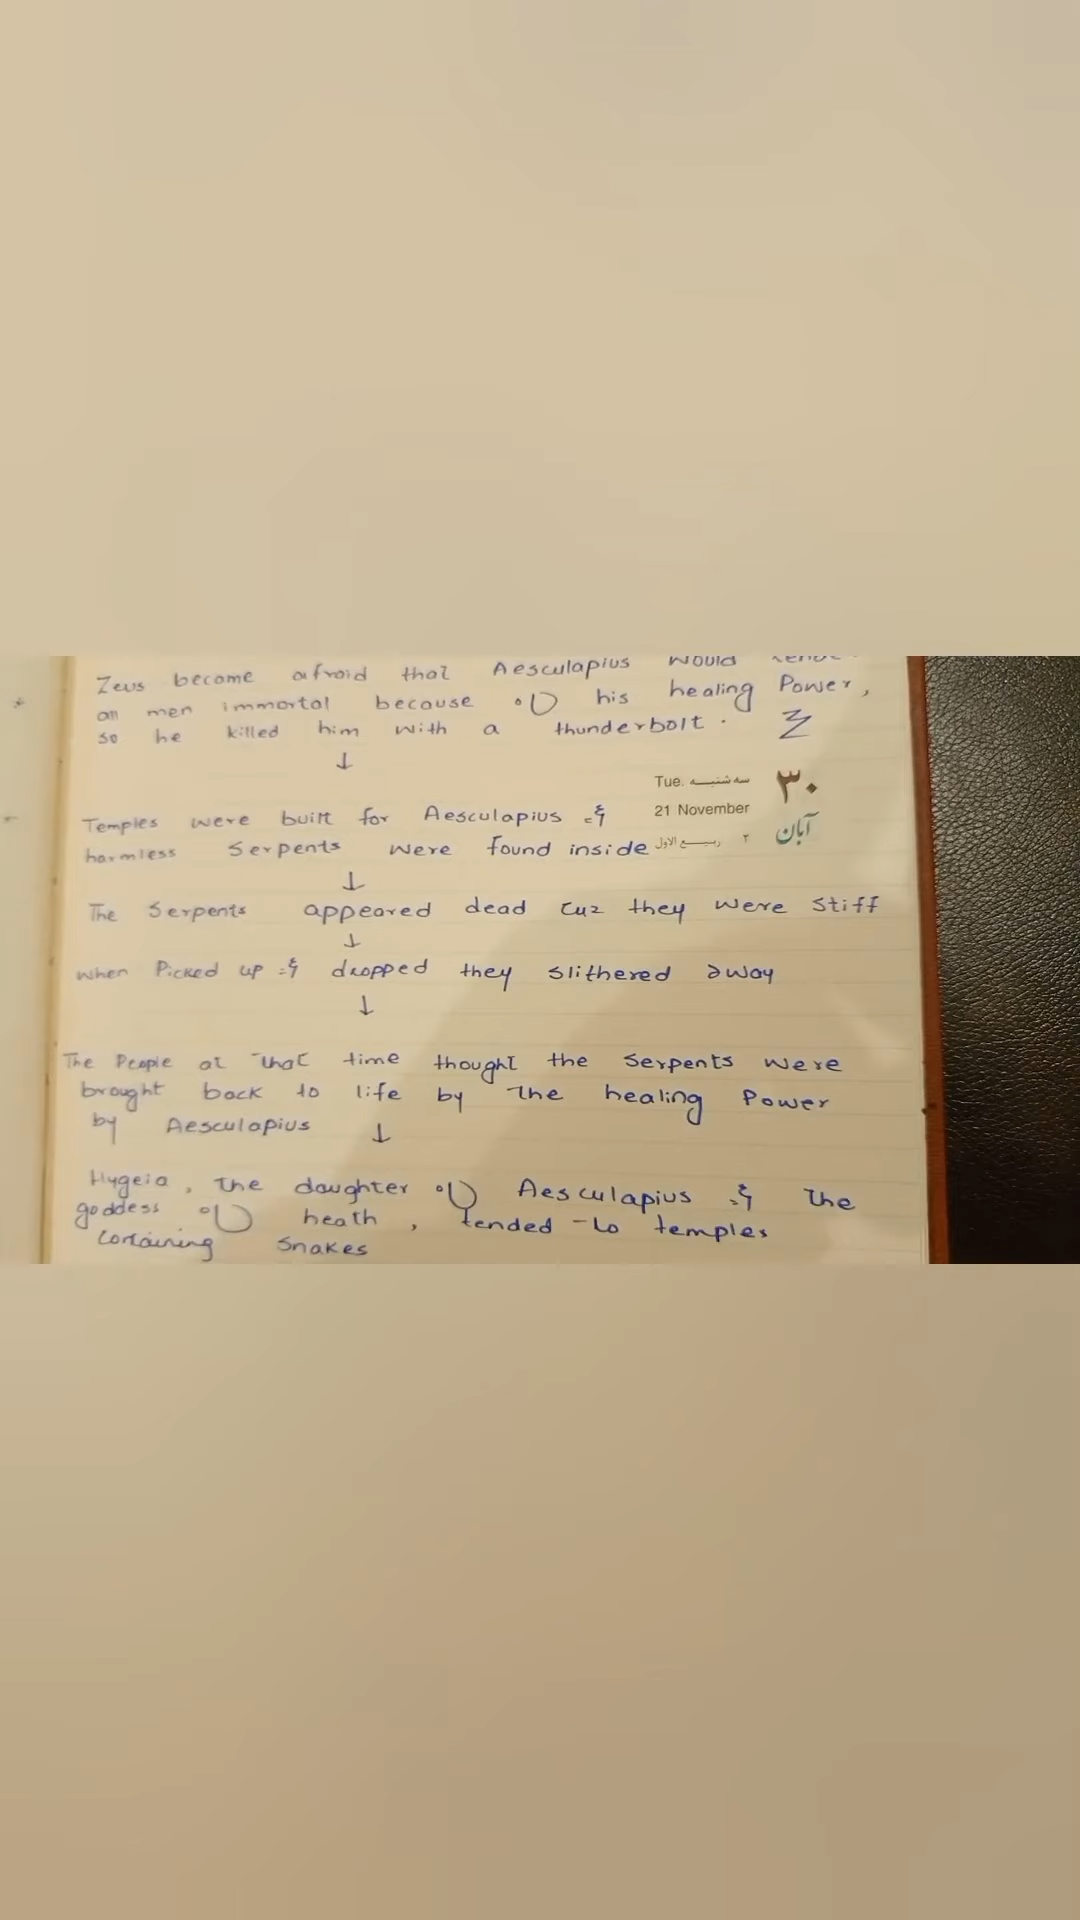 Zeus become afraid that Aesculapius would
all men immortal because of his healing Power,
so he killed him with a thunderbolt.
↓
Tue. سه شنبه ۳۰
21 November
۲ ربیع الاول آبان
Temples were built for Aesculapius &
harmless Serpents were found inside
↓
The Serpents appeared dead cuz they were stiff
↓
when Picked up & dropped they slithered away
↓
The People at that time thought the serpents were
brought back to life by the healing Power
by Aesculapius ↓
Hygeia, the daughter of Aesculapius & the
goddess of heath, tended to temples
containing snakes